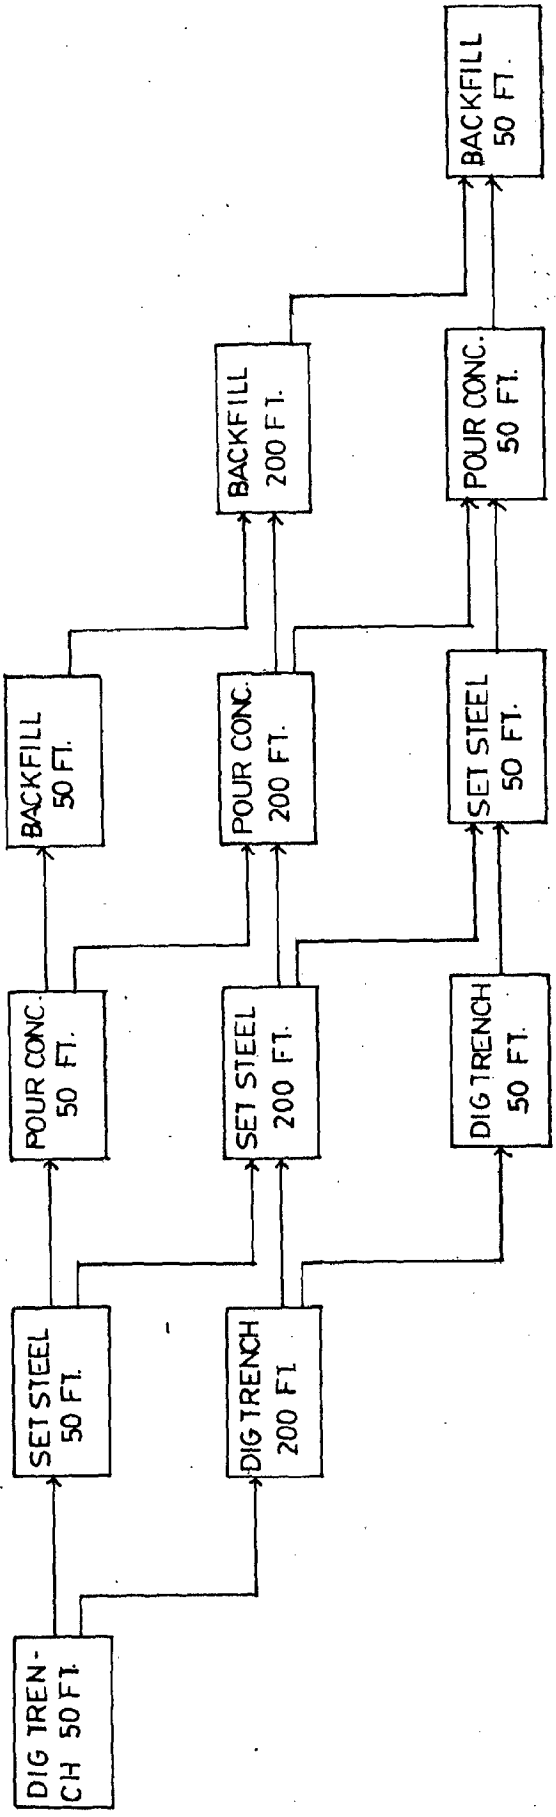 DIG TREN-
CH 50 FT.
SET STEEL
50 FT.
POUR CONC.
50 FT.
BACKFILL
50 FT.
DIG TRENCH
200 FT.
SET STEEL
200 FT.
POUR CONC.
200 FT.
BACKFILL
200 FT.
DIG TRENCH
50 FT.
SET STEEL
50 FT.
POUR CONC.
50 FT.
BACKFILL
50 FT.